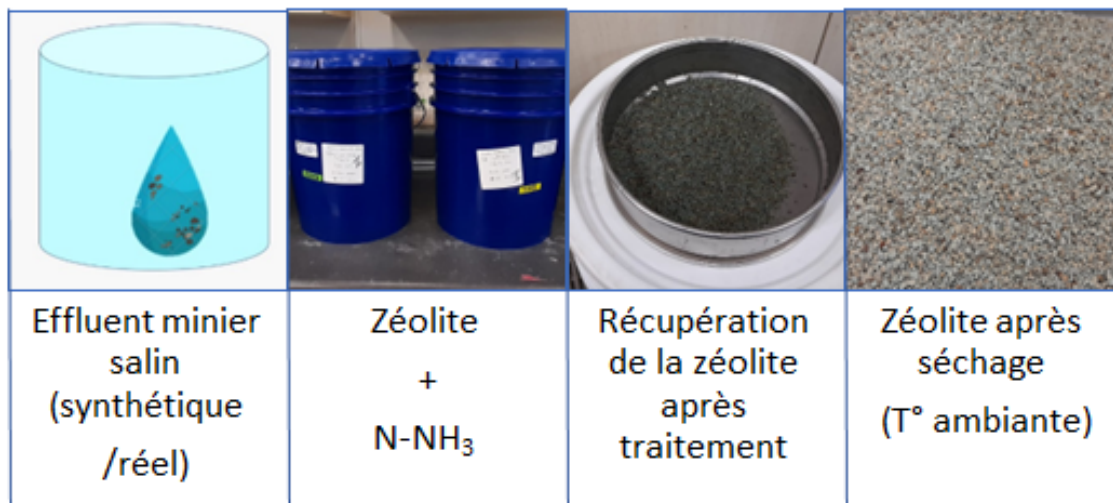 Effluent minier
salin
(synthétique
/réel)
Zéolite
+
N-NH₃
Récupération
de la zéolite
après
traitement
Zéolite après
séchage
(T° ambiante)